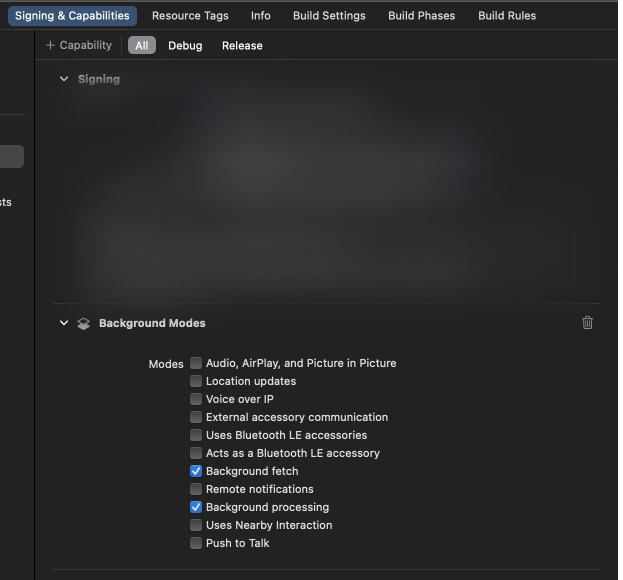 Signing & Capabilities Resource Tags Info Build Settings Build Phases Build Rules
+ Capability All Debug Release
Signing
sts
Background Modes
Modes Audio, AirPlay, and Picture in Picture
Location updates
Voice over IP
External accessory communication
Uses Bluetooth LE accessories
Acts as a Bluetooth LE accessory
Background fetch
Remote notifications
Background processing
Uses Nearby Interaction
Push to Talk